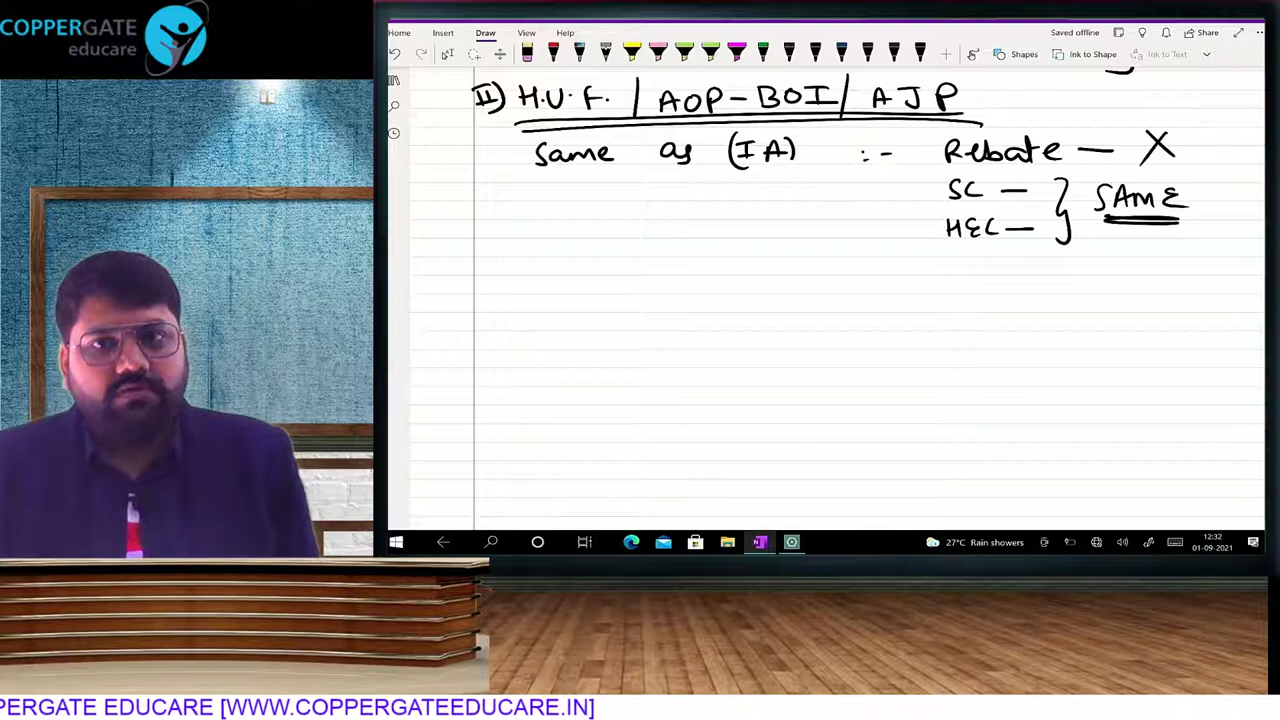 COPPERGATE
educare
Home Insert Draw View Help
Saved offline
Share
Shapes
Ink to Shape
Ink to Text
II) H.U.F. / AOP-BOI / AJP
Same as (IA) :- Rebate — X
SC —
HEC —
} SAME
27°C Rain showers
12:32
01-09-2021
PPERGATE EDUCARE [WWW.COPPERGATEEDUCARE.IN]